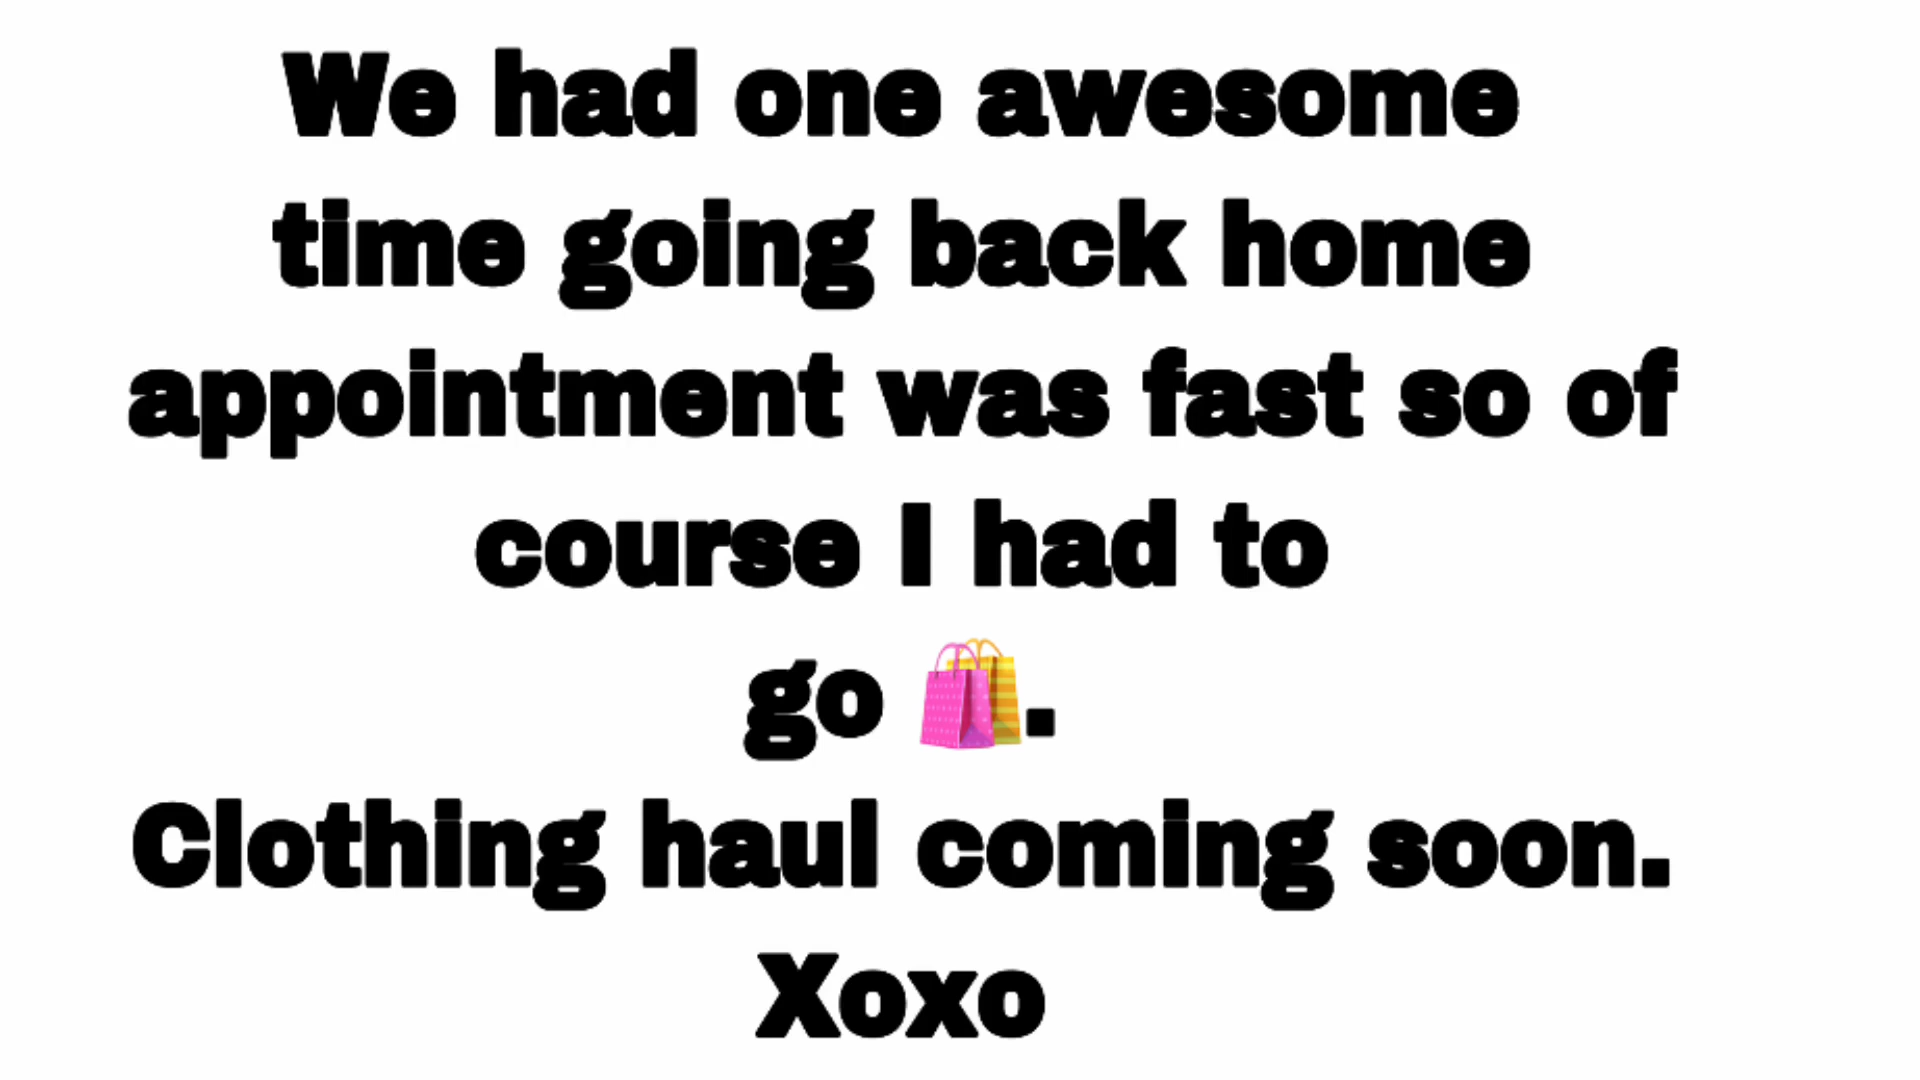 We had one awesome
time going back home
appointment was fast so of
course I had to
go 🛍️.
Clothing haul coming soon.
Xoxo